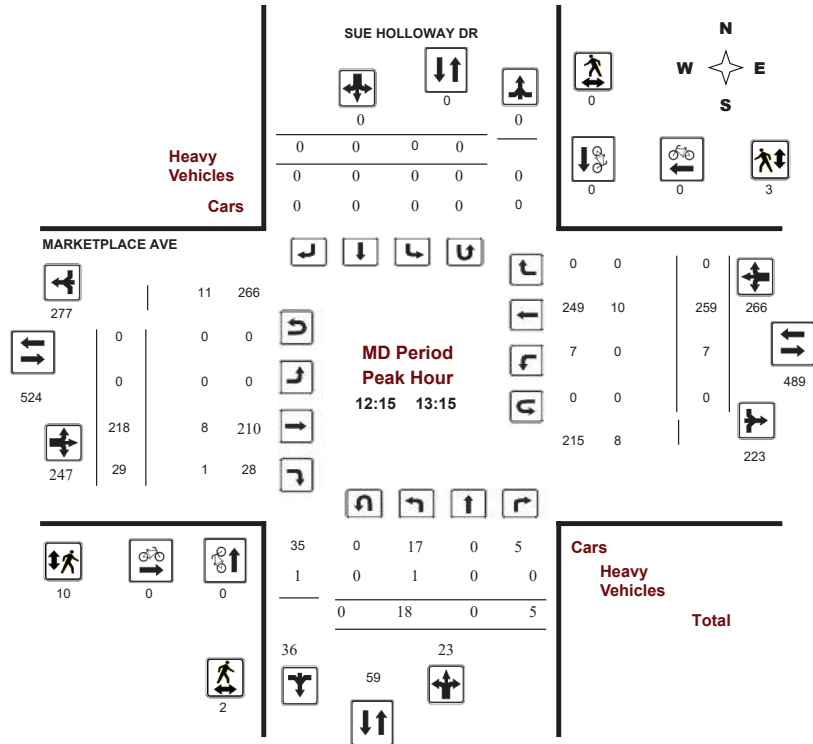 SUE HOLLOWAY DR
N
W E
S
0
0
0
0
0 0 0 0
Heavy
Vehicles
0 0 0 0 0
Cars
0 0 0 0 0
0 0 3
MARKETPLACE AVE
277
11 266
0 0 0
524
0 0 0
218 8 210
247
29 1 28
MD Period
Peak Hour
12:15 13:15
0 0 0
249 10 259 266
7 0 7
489
0 0 0
215 8
223
35 0 17 0 5
Cars
1 0 1 0 0
Heavy
Vehicles
0 18 0 5
Total
10 0 0
36 23
59
2